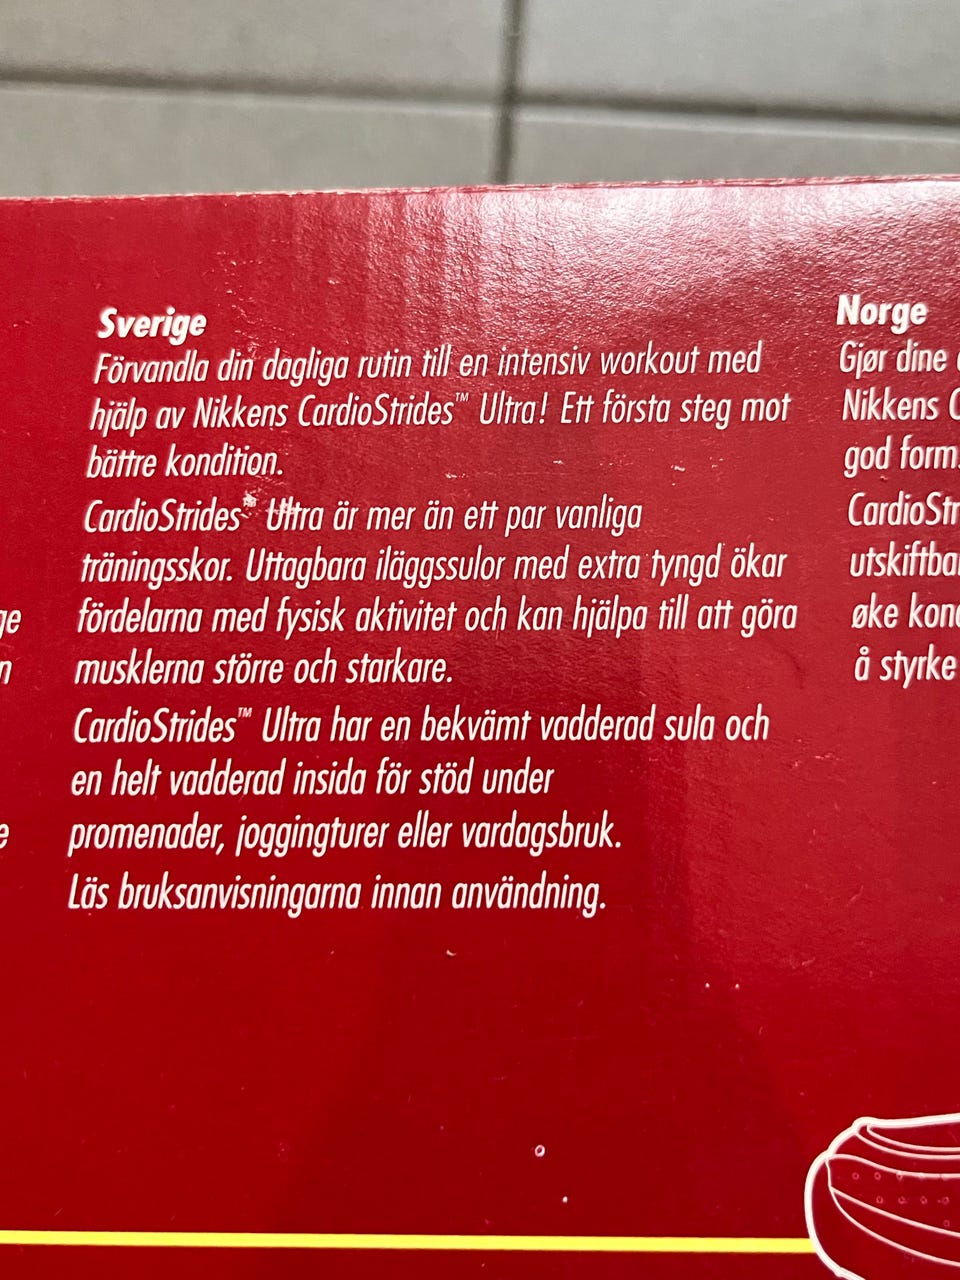 Sverige
Förvandla din dagliga rutin till en intensiv workout med
hjälp av Nikkens CardioStrides™ Ultra! Ett första steg mot
bättre kondition.
CardioStrides™ Ultra är mer än ett par vanliga
träningsskor. Uttagbara iläggssulor med extra tyngd ökar
fördelarna med fysisk aktivitet och kan hjälpa till att göra
musklerna större och starkare.
CardioStrides™ Ultra har en bekvämt vadderad sula och
en helt vadderad insida för stöd under
promenader, joggingturer eller vardagsbruk.
Läs bruksanvisningarna innan användning.
Norge
Gjør dine
Nikkens
god form.
å styrke